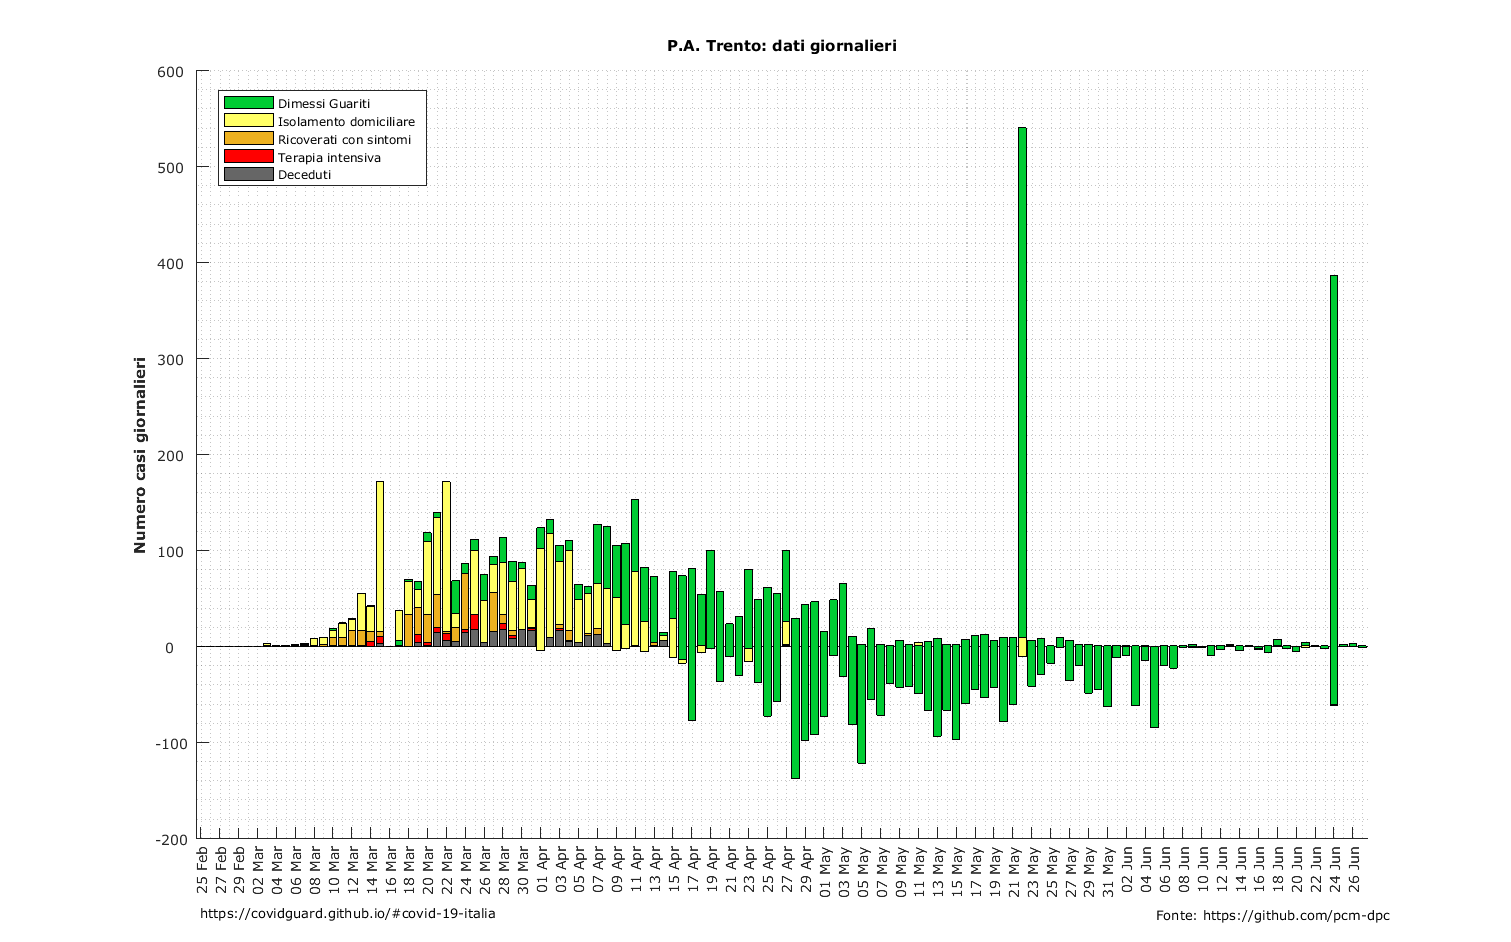 P.A. Trento: dati giornalieri
600
500
400
300
200
100
0
-100
-200
Numero casi giornalieri
Dimessi Guariti
Isolamento domiciliare
Ricoverati con sintomi
Terapia intensiva
Deceduti
25 Feb
27 Feb
29 Feb
02 Mar
04 Mar
06 Mar
08 Mar
10 Mar
12 Mar
14 Mar
16 Mar
18 Mar
20 Mar
22 Mar
24 Mar
26 Mar
28 Mar
30 Mar
01 Apr
03 Apr
05 Apr
07 Apr
09 Apr
11 Apr
13 Apr
15 Apr
17 Apr
19 Apr
21 Apr
23 Apr
25 Apr
27 Apr
29 Apr
01 May
03 May
05 May
07 May
09 May
11 May
13 May
15 May
17 May
19 May
21 May
23 May
25 May
27 May
29 May
31 May
02 Jun
04 Jun
06 Jun
08 Jun
10 Jun
12 Jun
14 Jun
16 Jun
18 Jun
20 Jun
22 Jun
24 Jun
26 Jun
https://covidguard.github.io/#covid-19-italia
Fonte: https://github.com/pcm-dpc